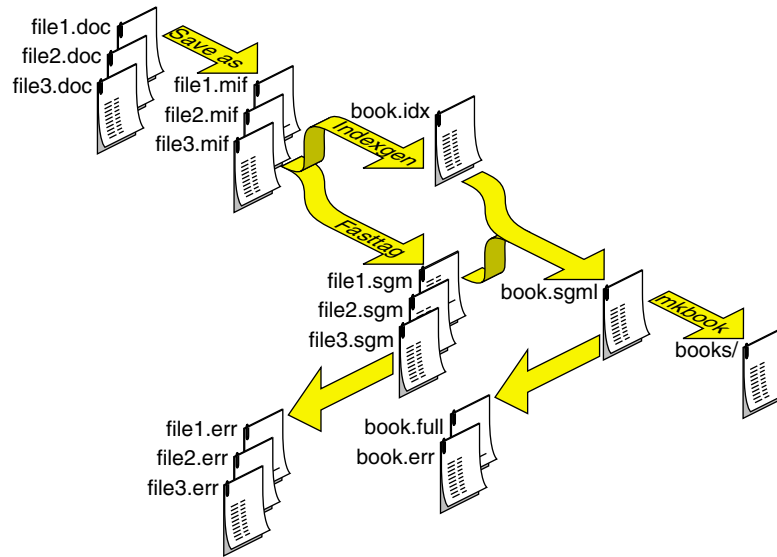 file1.doc
file2.doc
file3.doc
Save as
file1.mif
file2.mif
file3.mif
book.idx
Indexgen
Fasttag
file1.sgm
file2.sgm
file3.sgm
book.sgml
mkbook
books/
file1.err
file2.err
file3.err
book.full
book.err